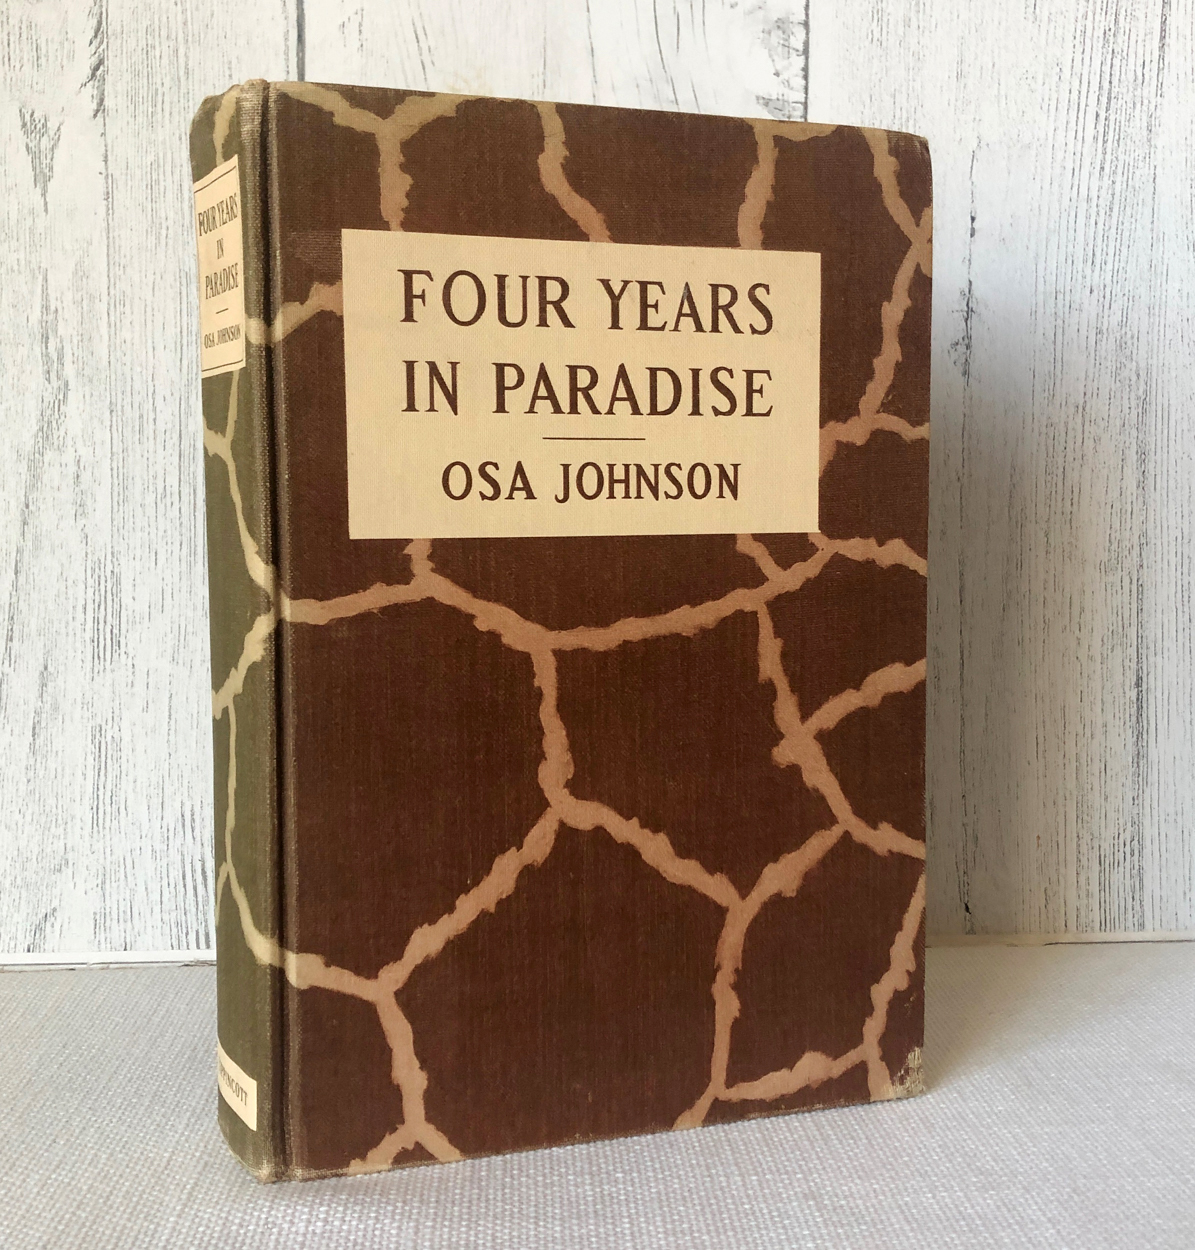 FOUR YEARS
IN
PARADISE
OSA JOHNSON
FOUR YEARS
IN PARADISE
OSA JOHNSON